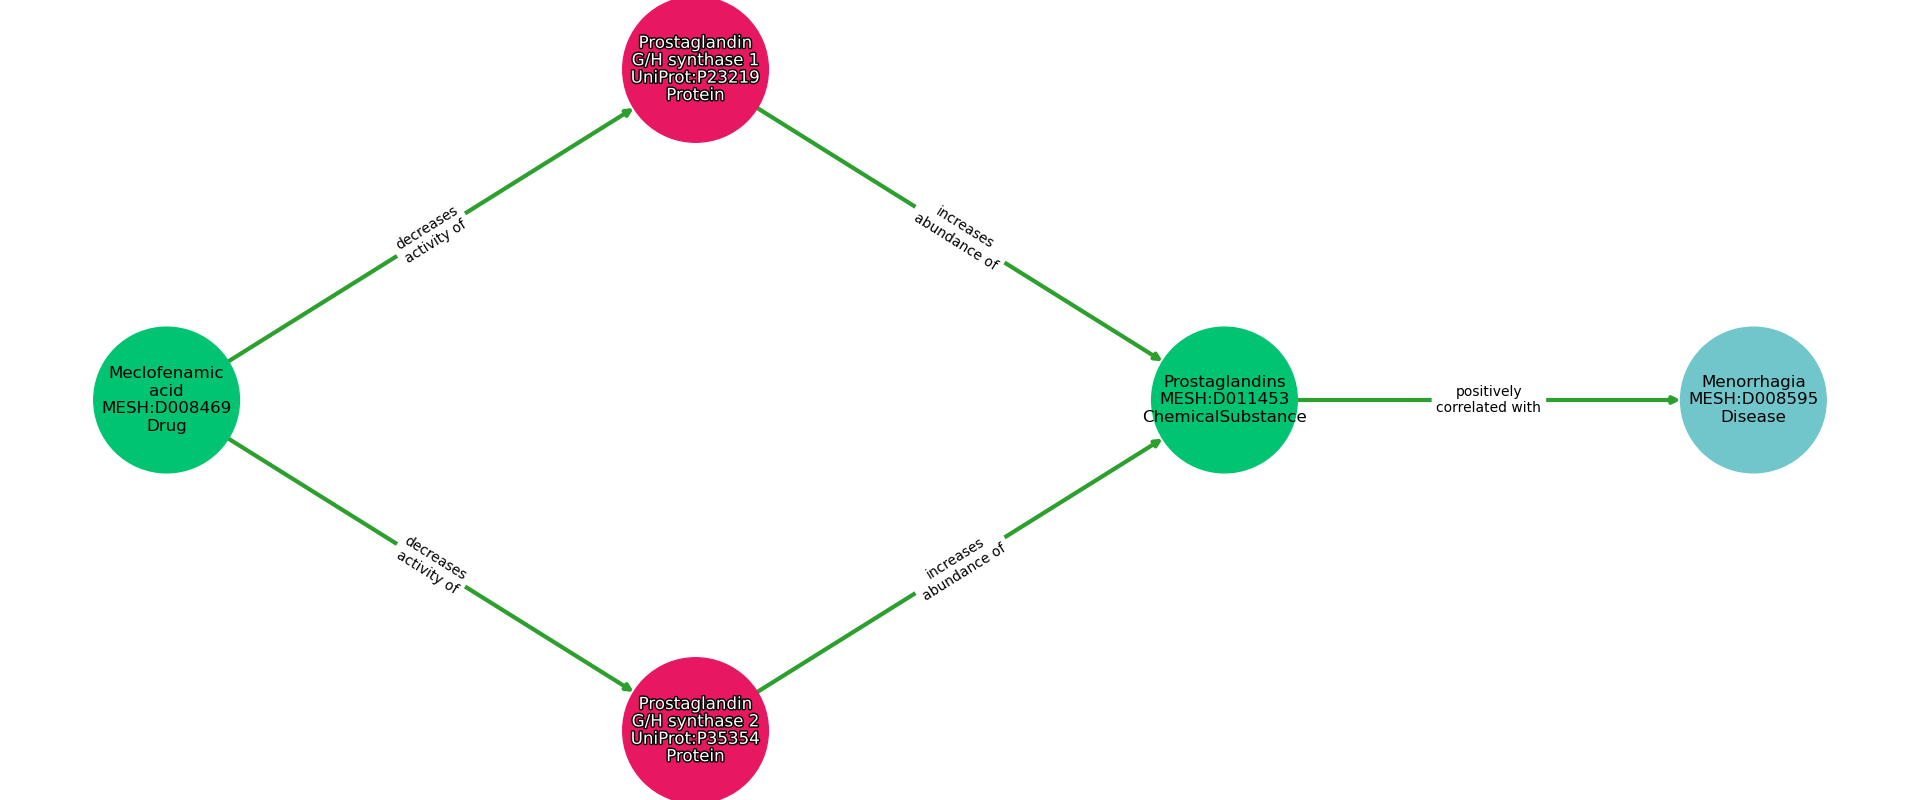 Prostaglandin
G/H synthase 1
UniProt:P23219
Protein
decreases
activity of
increases
abundance of
Meclofenamic
acid
MESH:D008469
Drug
Prostaglandins
MESH:D011453
ChemicalSubstance
positively
correlated with
Menorrhagia
MESH:D008595
Disease
decreases
activity of
increases
abundance of
Prostaglandin
G/H synthase 2
UniProt:P35354
Protein